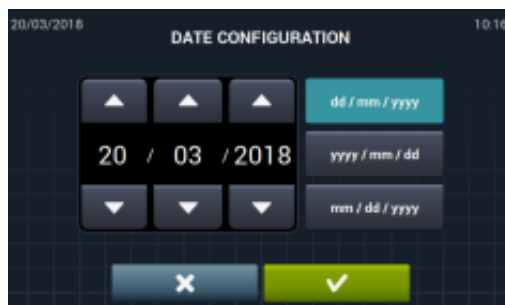 20/03/2018
10:16
DATE CONFIGURATION
dd / mm / yyyy
20 / 03 / 2018
yyyy / mm / dd
mm / dd / yyyy